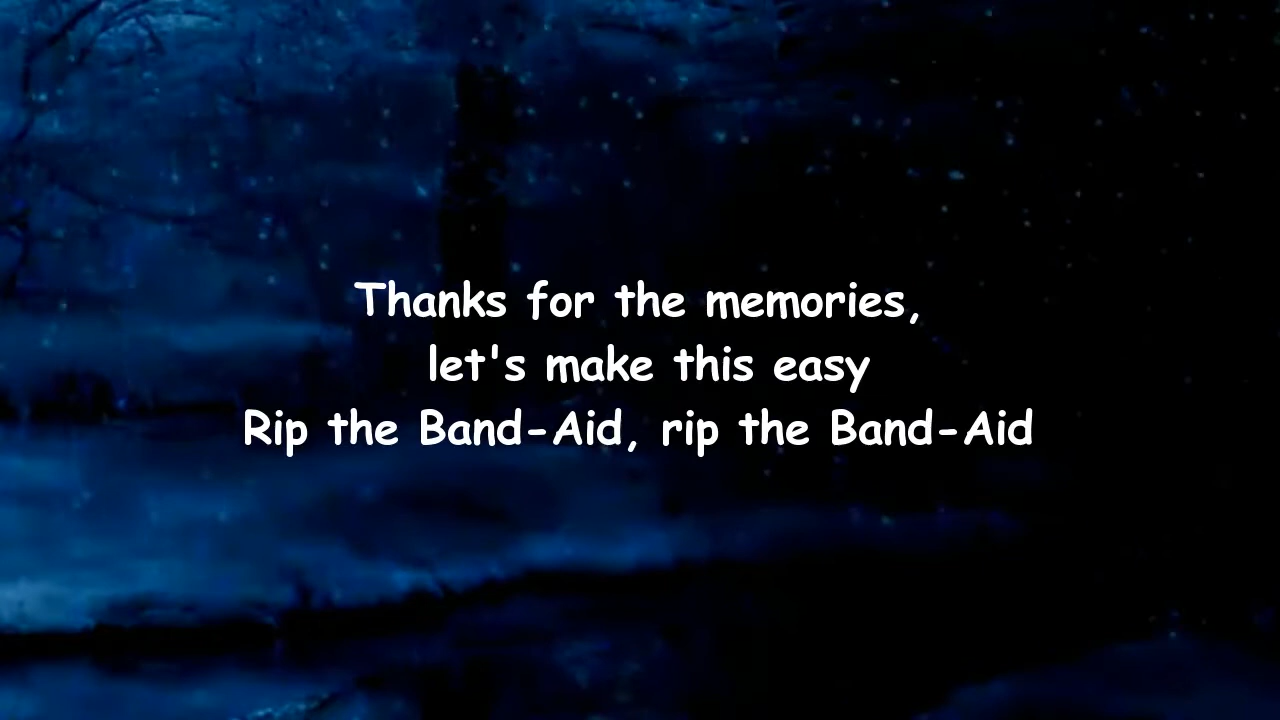 Thanks for the memories,
let's make this easy
Rip the Band-Aid, rip the Band-Aid